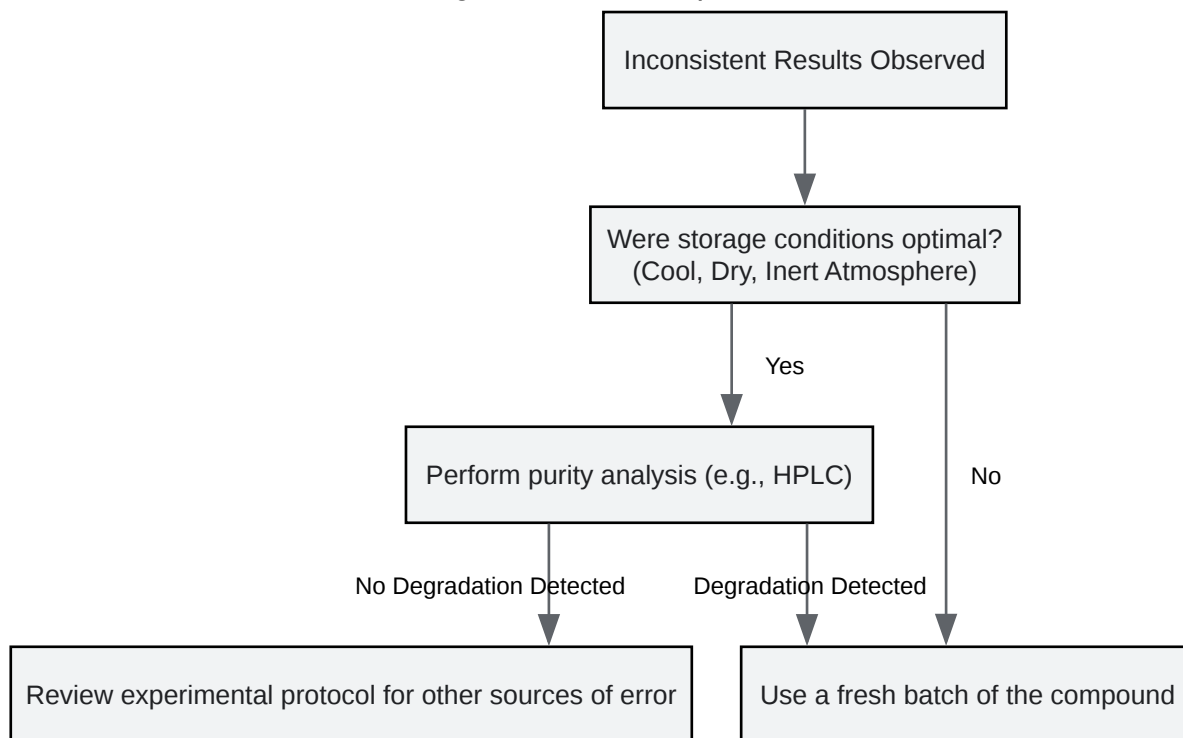 Inconsistent Results Observed
Were storage conditions optimal?
(Cool, Dry, Inert Atmosphere)
Yes
Perform purity analysis (e.g., HPLC)
No
No Degradation Detected
Degradation Detected
Review experimental protocol for other sources of error
Use a fresh batch of the compound